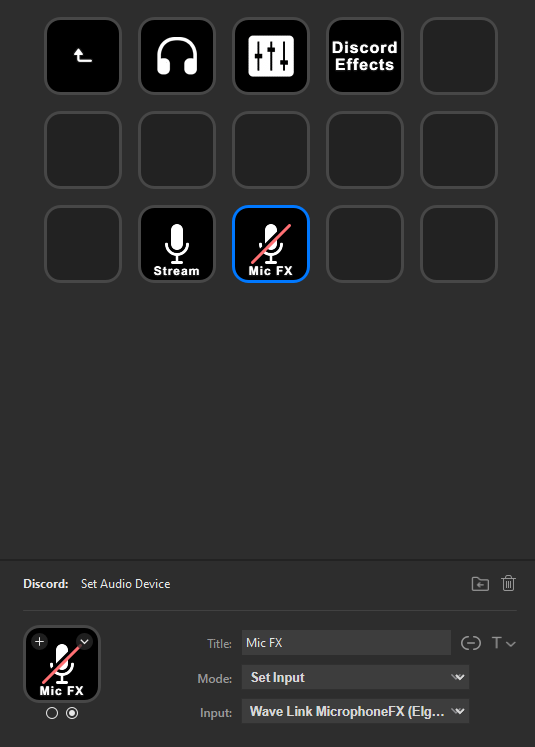 Discord
Effects
Stream
Mic FX
Discord: Set Audio Device
Mic FX
Title: Mic FX
T
Mode: Set Input
Input: Wave Link MicrophoneFX (Elg...